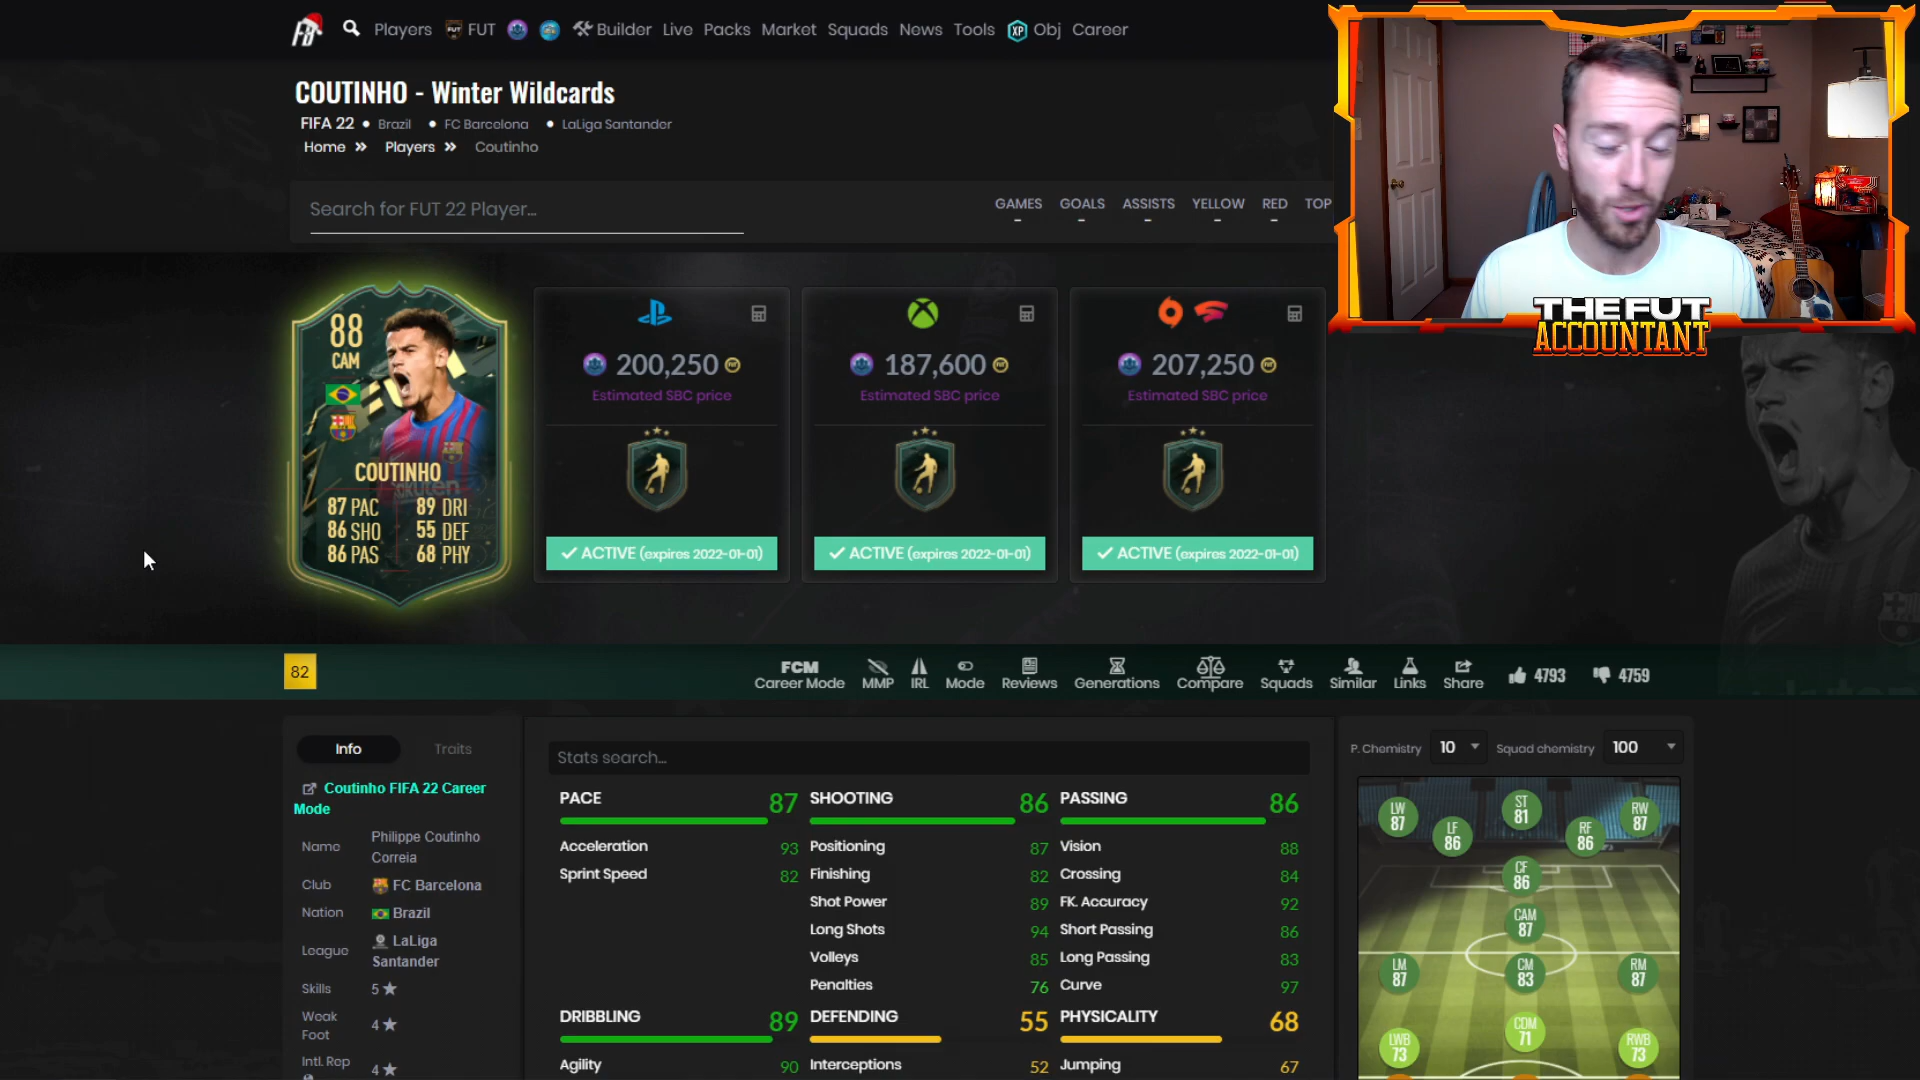 Players FUT Builder Live Packs Market Squads News Tools XP Obj Career
COUTINHO - Winter Wildcards
FIFA 22 • Brazil • FC Barcelona • LaLiga Santander
Home » Players » Coutinho
Search for FUT 22 Player...
GAMES GOALS ASSISTS YELLOW RED TOP
- - - - -
THE FUT
ACCOUNTANT
88
CAM
COUTINHO
87 PAC 89 DRI
86 SHO 55 DEF
86 PAS 68 PHY
200,250
Estimated SBC price
ACTIVE (expires 2022-01-01)
187,600
Estimated SBC price
ACTIVE (expires 2022-01-01)
207,250
Estimated SBC price
ACTIVE (expires 2022-01-01)
82
FCM
Career Mode MMP IRL Mode Reviews Generations Compare Squads Similar Links Share 4793 4759
Info Traits
Coutinho FIFA 22 Career
Mode
Name Philippe Coutinho
Correia
Club FC Barcelona
Nation Brazil
League LaLiga
Santander
Skills 5★
Weak
Foot 4★
Intl. Rep 4★
Stats search...
PACE 87
Acceleration 93
Sprint Speed 82
SHOOTING 86
Positioning 87
Finishing 82
Shot Power 89
Long Shots 94
Volleys 85
Penalties 76
PASSING 86
Vision 88
Crossing 84
FK. Accuracy 92
Short Passing 86
Long Passing 83
Curve 97
DRIBBLING 89
Agility 90
DEFENDING 55
Interceptions 52
PHYSICALITY 68
Jumping 67
P. Chemistry 10 Squad chemistry 100
LW 87
ST 81
RW 87
LF 86
RF 86
CF 86
CAM 87
LM 87
CM 83
RM 87
LWB 73
CDM 71
RWB 73